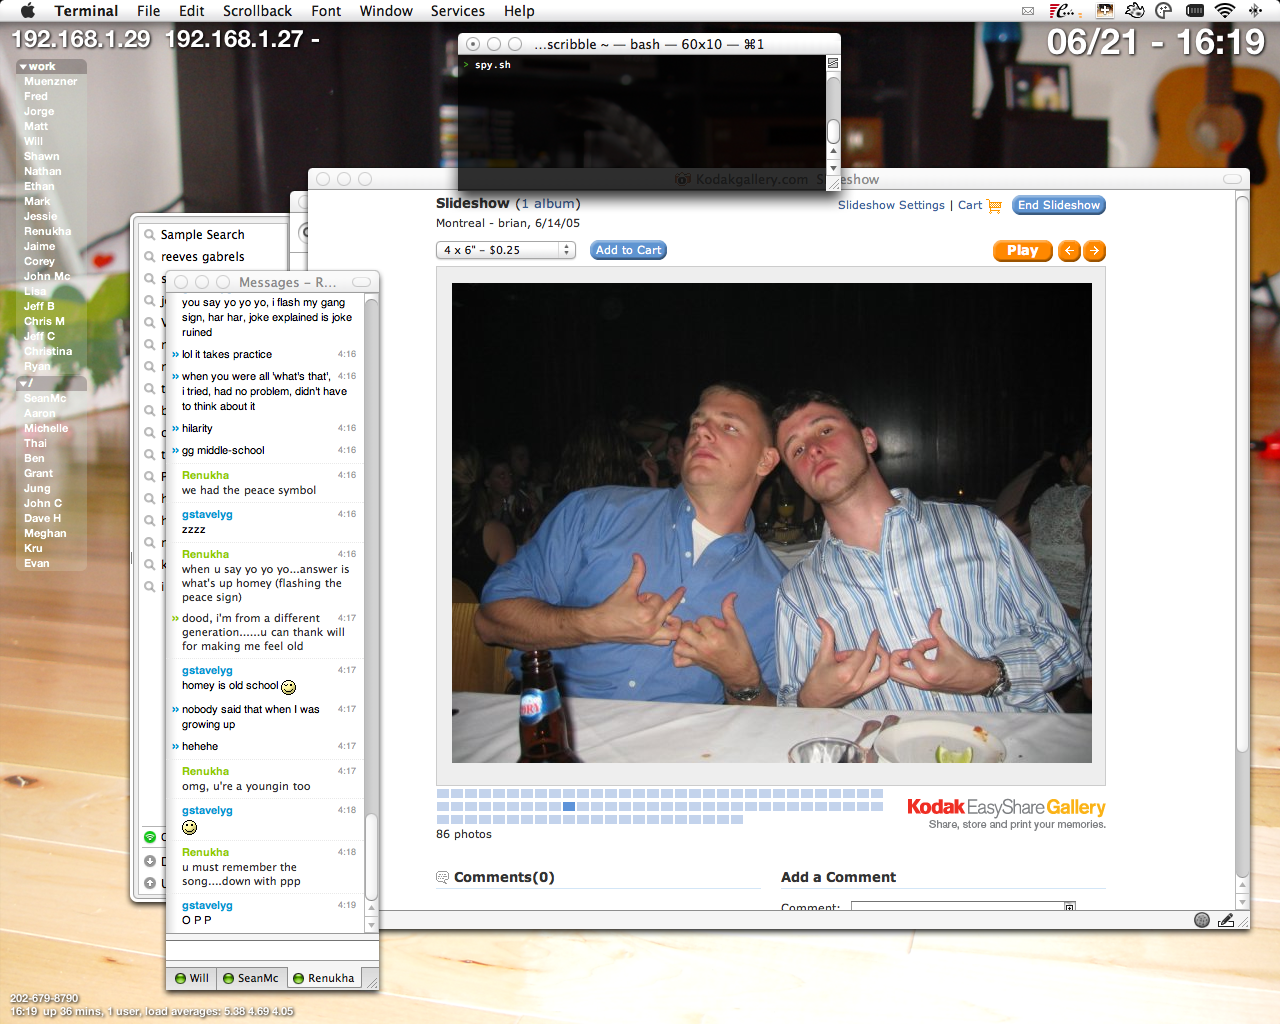 Terminal File Edit Scrollback Font Window Services Help
192.168.1.29 192.168.1.27 -
06/21 - 16:19
...scribble ~ — bash — 60x10 — ⌘1
> spy.sh
work
Muenzner
Fred
Jorge
Matt
Will
Shawn
Nathan
Ethan
Mark
Jessie
Renukha
Jaime
Corey
John Mc
Lisa
Jeff B
Chris M
Jeff C
Christina
Ryan
/
SeanMc
Aaron
Michelle
Thai
Ben
Grant
Jung
John C
Dave H
Meghan
Kru
Evan
Sample Search
reeves gabrels
Messages – R...
you say yo yo yo, i flash my gang
sign, har har, joke explained is joke
ruined
» lol it takes practice 4:16
» when you were all 'what's that', 4:16
i tried, had no problem, didn't have
to think about it
» hilarity 4:16
» gg middle-school 4:16
Renukha 4:16
we had the peace symbol
gstavelyg 4:16
zzzz
Renukha 4:16
when u say yo yo yo...answer is
what's up homey (flashing the
peace sign)
» dood, i'm from a different 4:17
generation......u can thank will
for making me feel old
gstavelyg 4:17
homey is old school
» nobody said that when I was 4:17
growing up
» hehehe 4:17
Renukha 4:17
omg, u're a youngin too
gstavelyg 4:18
Renukha 4:18
u must remember the
song....down with ppp
gstavelyg 4:19
O P P
Will SeanMc Renukha
Kodakgallery.com Slideshow
Slideshow (1 album)
Slideshow Settings | Cart End Slideshow
Montreal - brian, 6/14/05
4 x 6" – $0.25 Add to Cart
Play
86 photos
Kodak EasyShare Gallery
Share, store and print your memories.
Comments(0)
Add a Comment
Comment:
202-679-8790
16:19 up 36 mins, 1 user, load averages: 5.38 4.69 4.05